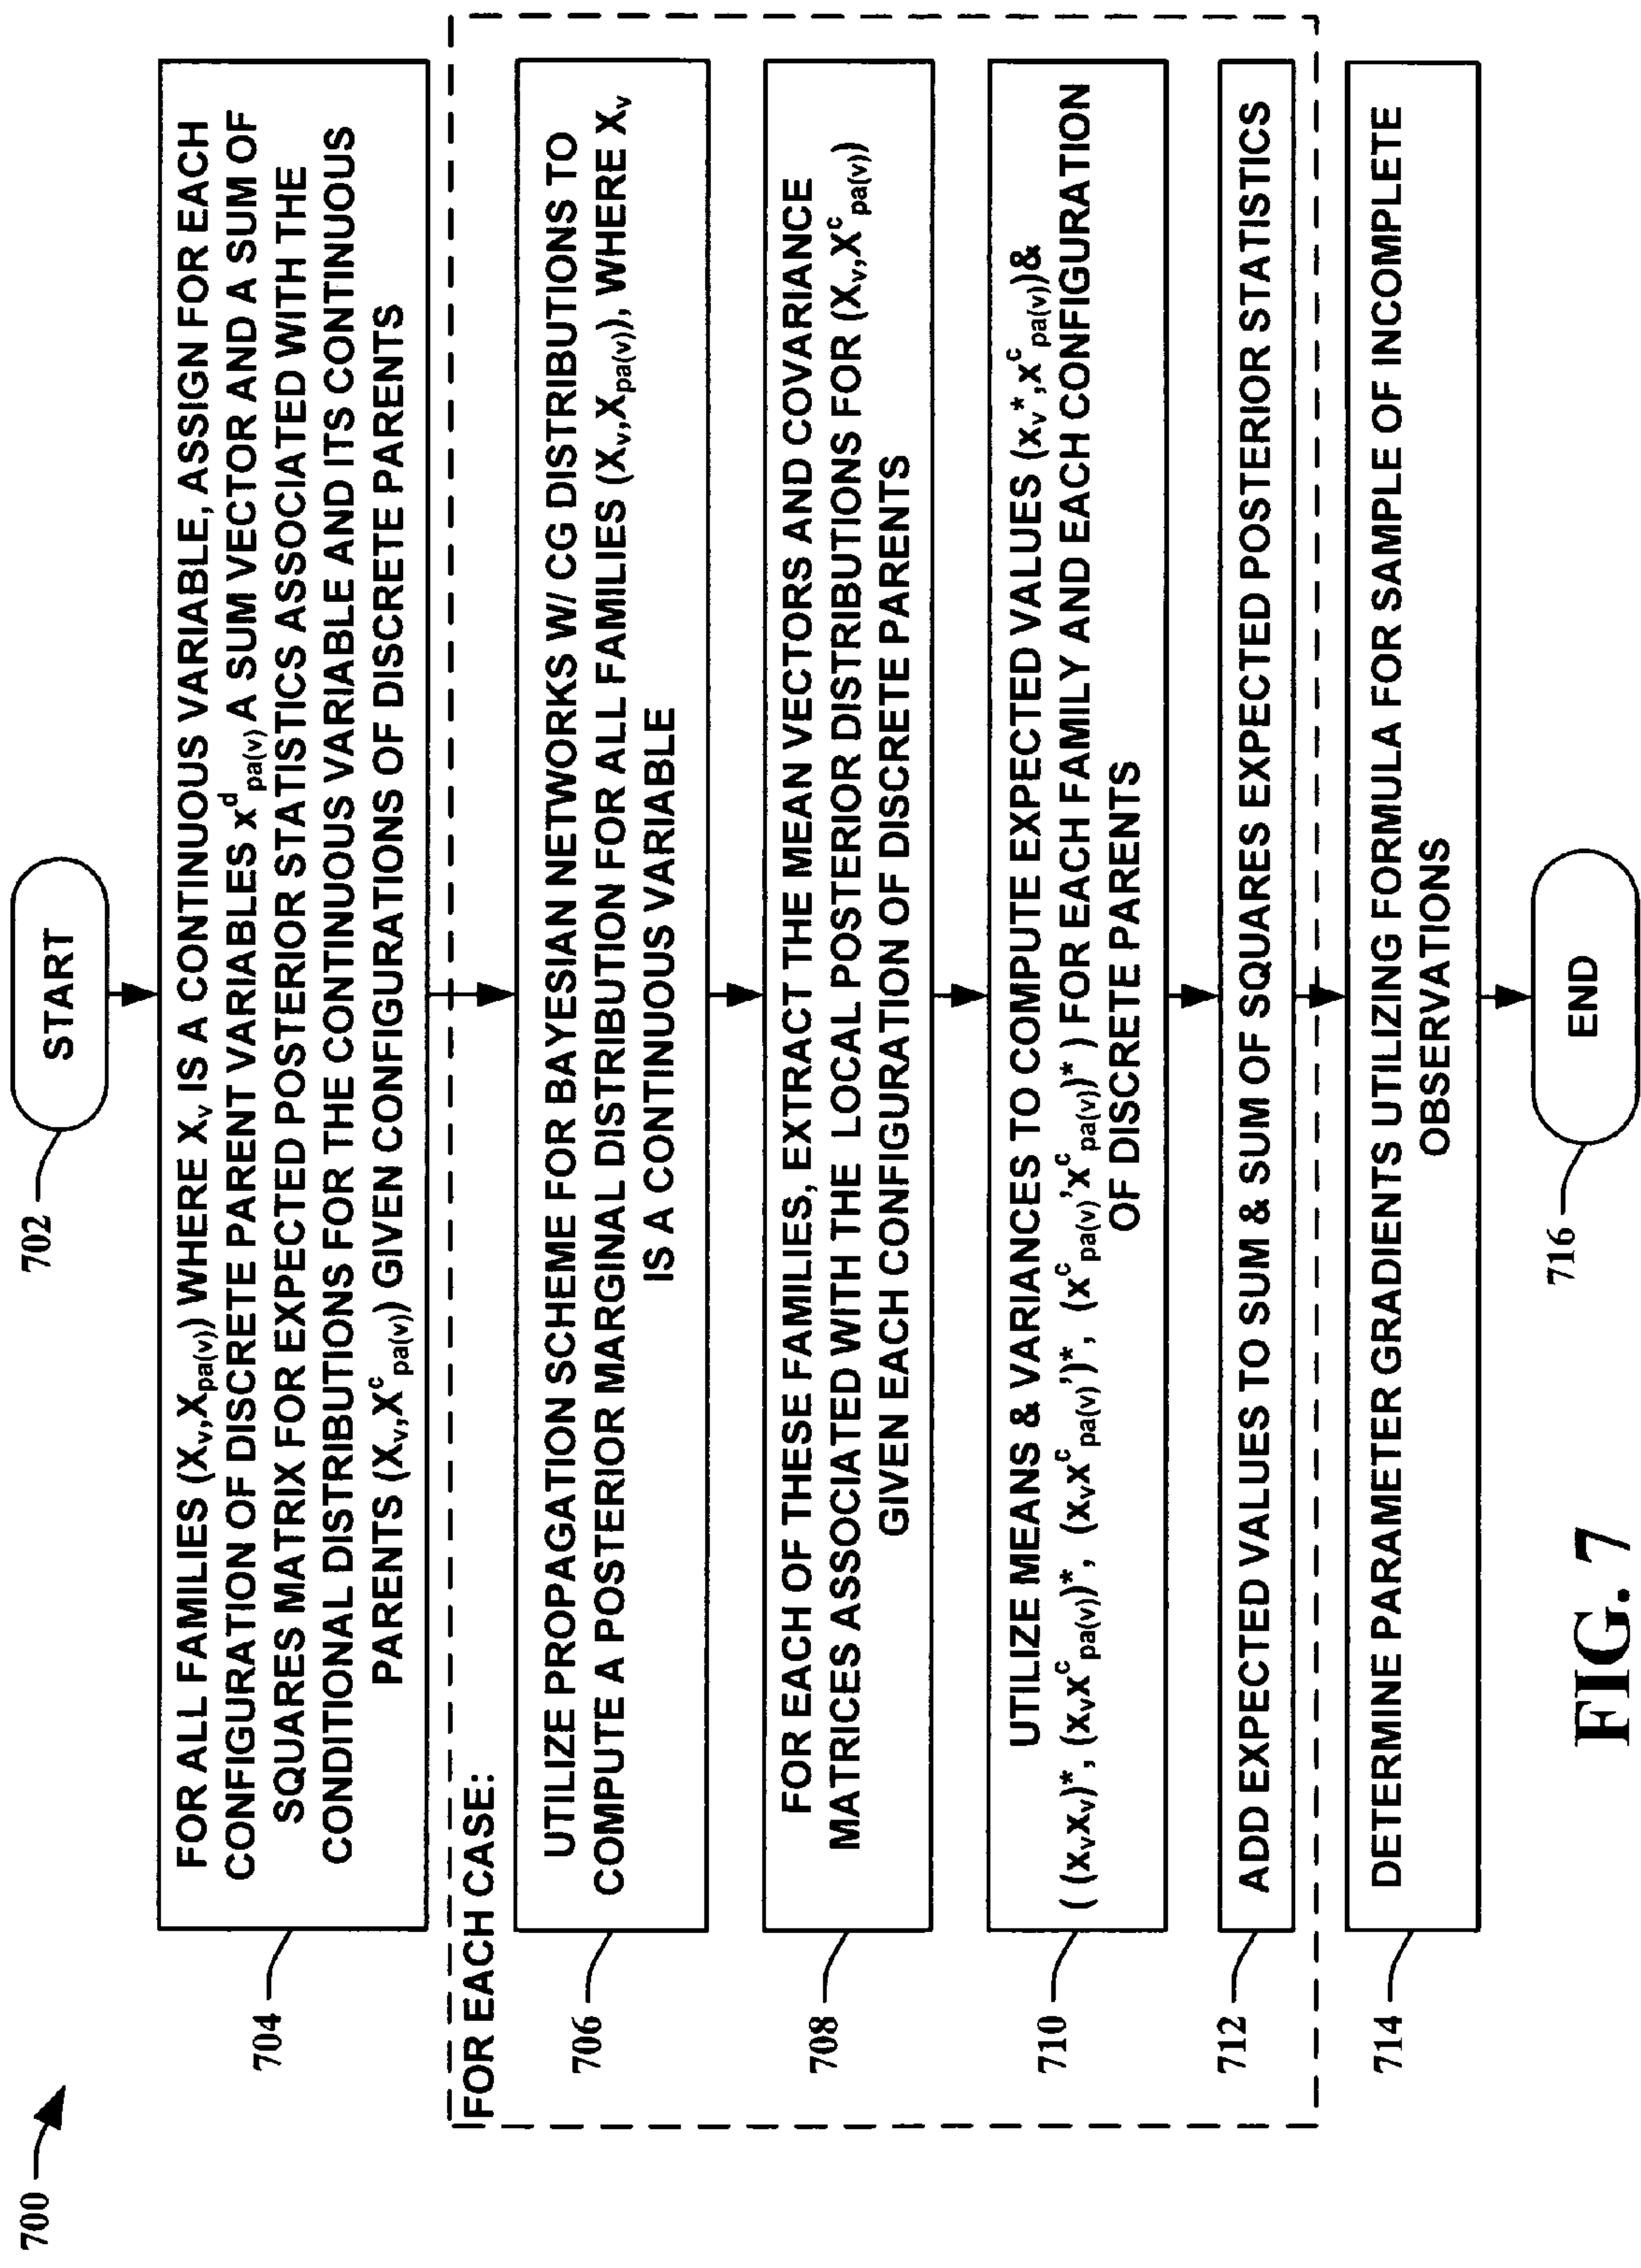 700
START
702
FOR ALL FAMILIES (X_v,X_pa(v)) WHERE X_v IS A CONTINUOUS VARIABLE, ASSIGN FOR EACH
CONFIGURATION OF DISCRETE PARENT VARIABLES x^d_pa(v) A SUM VECTOR AND A SUM OF
SQUARES MATRIX FOR EXPECTED POSTERIOR STATISTICS ASSOCIATED WITH THE
CONDITIONAL DISTRIBUTIONS FOR THE CONTINUOUS VARIABLE AND ITS CONTINUOUS
PARENTS (X_v,X^c_pa(v)) GIVEN CONFIGURATIONS OF DISCRETE PARENTS
704
FOR EACH CASE:
UTILIZE PROPAGATION SCHEME FOR BAYESIAN NETWORKS W/ CG DISTRIBUTIONS TO
COMPUTE A POSTERIOR MARGINAL DISTRIBUTION FOR ALL FAMILIES (X_v,X_pa(v)), WHERE X_v
IS A CONTINUOUS VARIABLE
706
FOR EACH OF THESE FAMILIES, EXTRACT THE MEAN VECTORS AND COVARIANCE
MATRICES ASSOCIATED WITH THE LOCAL POSTERIOR DISTRIBUTIONS FOR (X_v,X^c_pa(v))
GIVEN EACH CONFIGURATION OF DISCRETE PARENTS
708
UTILIZE MEANS & VARIANCES TO COMPUTE EXPECTED VALUES (x_v*,x^c_pa(v))&
( (x_vx_v)*, (x_vx^c_pa(v))*, (x_vx^c_pa(v)')*, (x^c_pa(v)'x^c_pa(v))* ) FOR EACH FAMILY AND EACH CONFIGURATION
OF DISCRETE PARENTS
710
ADD EXPECTED VALUES TO SUM & SUM OF SQUARES EXPECTED POSTERIOR STATISTICS
712
DETERMINE PARAMETER GRADIENTS UTILIZING FORMULA FOR SAMPLE OF INCOMPLETE
OBSERVATIONS
714
END
716
FIG. 7